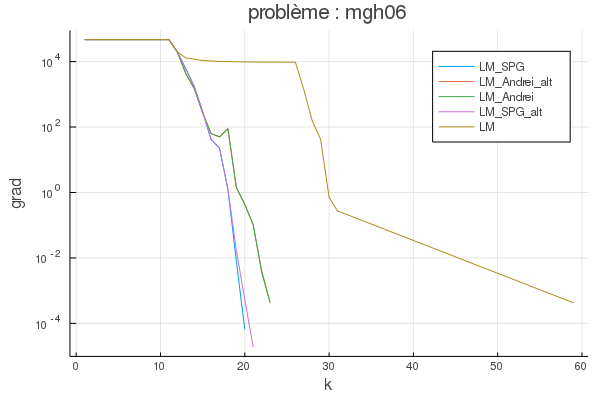 problème : mgh06
grad
10^4
10^2
10^0
10^-2
10^-4
LM_SPG
LM_Andrei_alt
LM_Andrei
LM_SPG_alt
LM
0 10 20 30 40 50 60
k